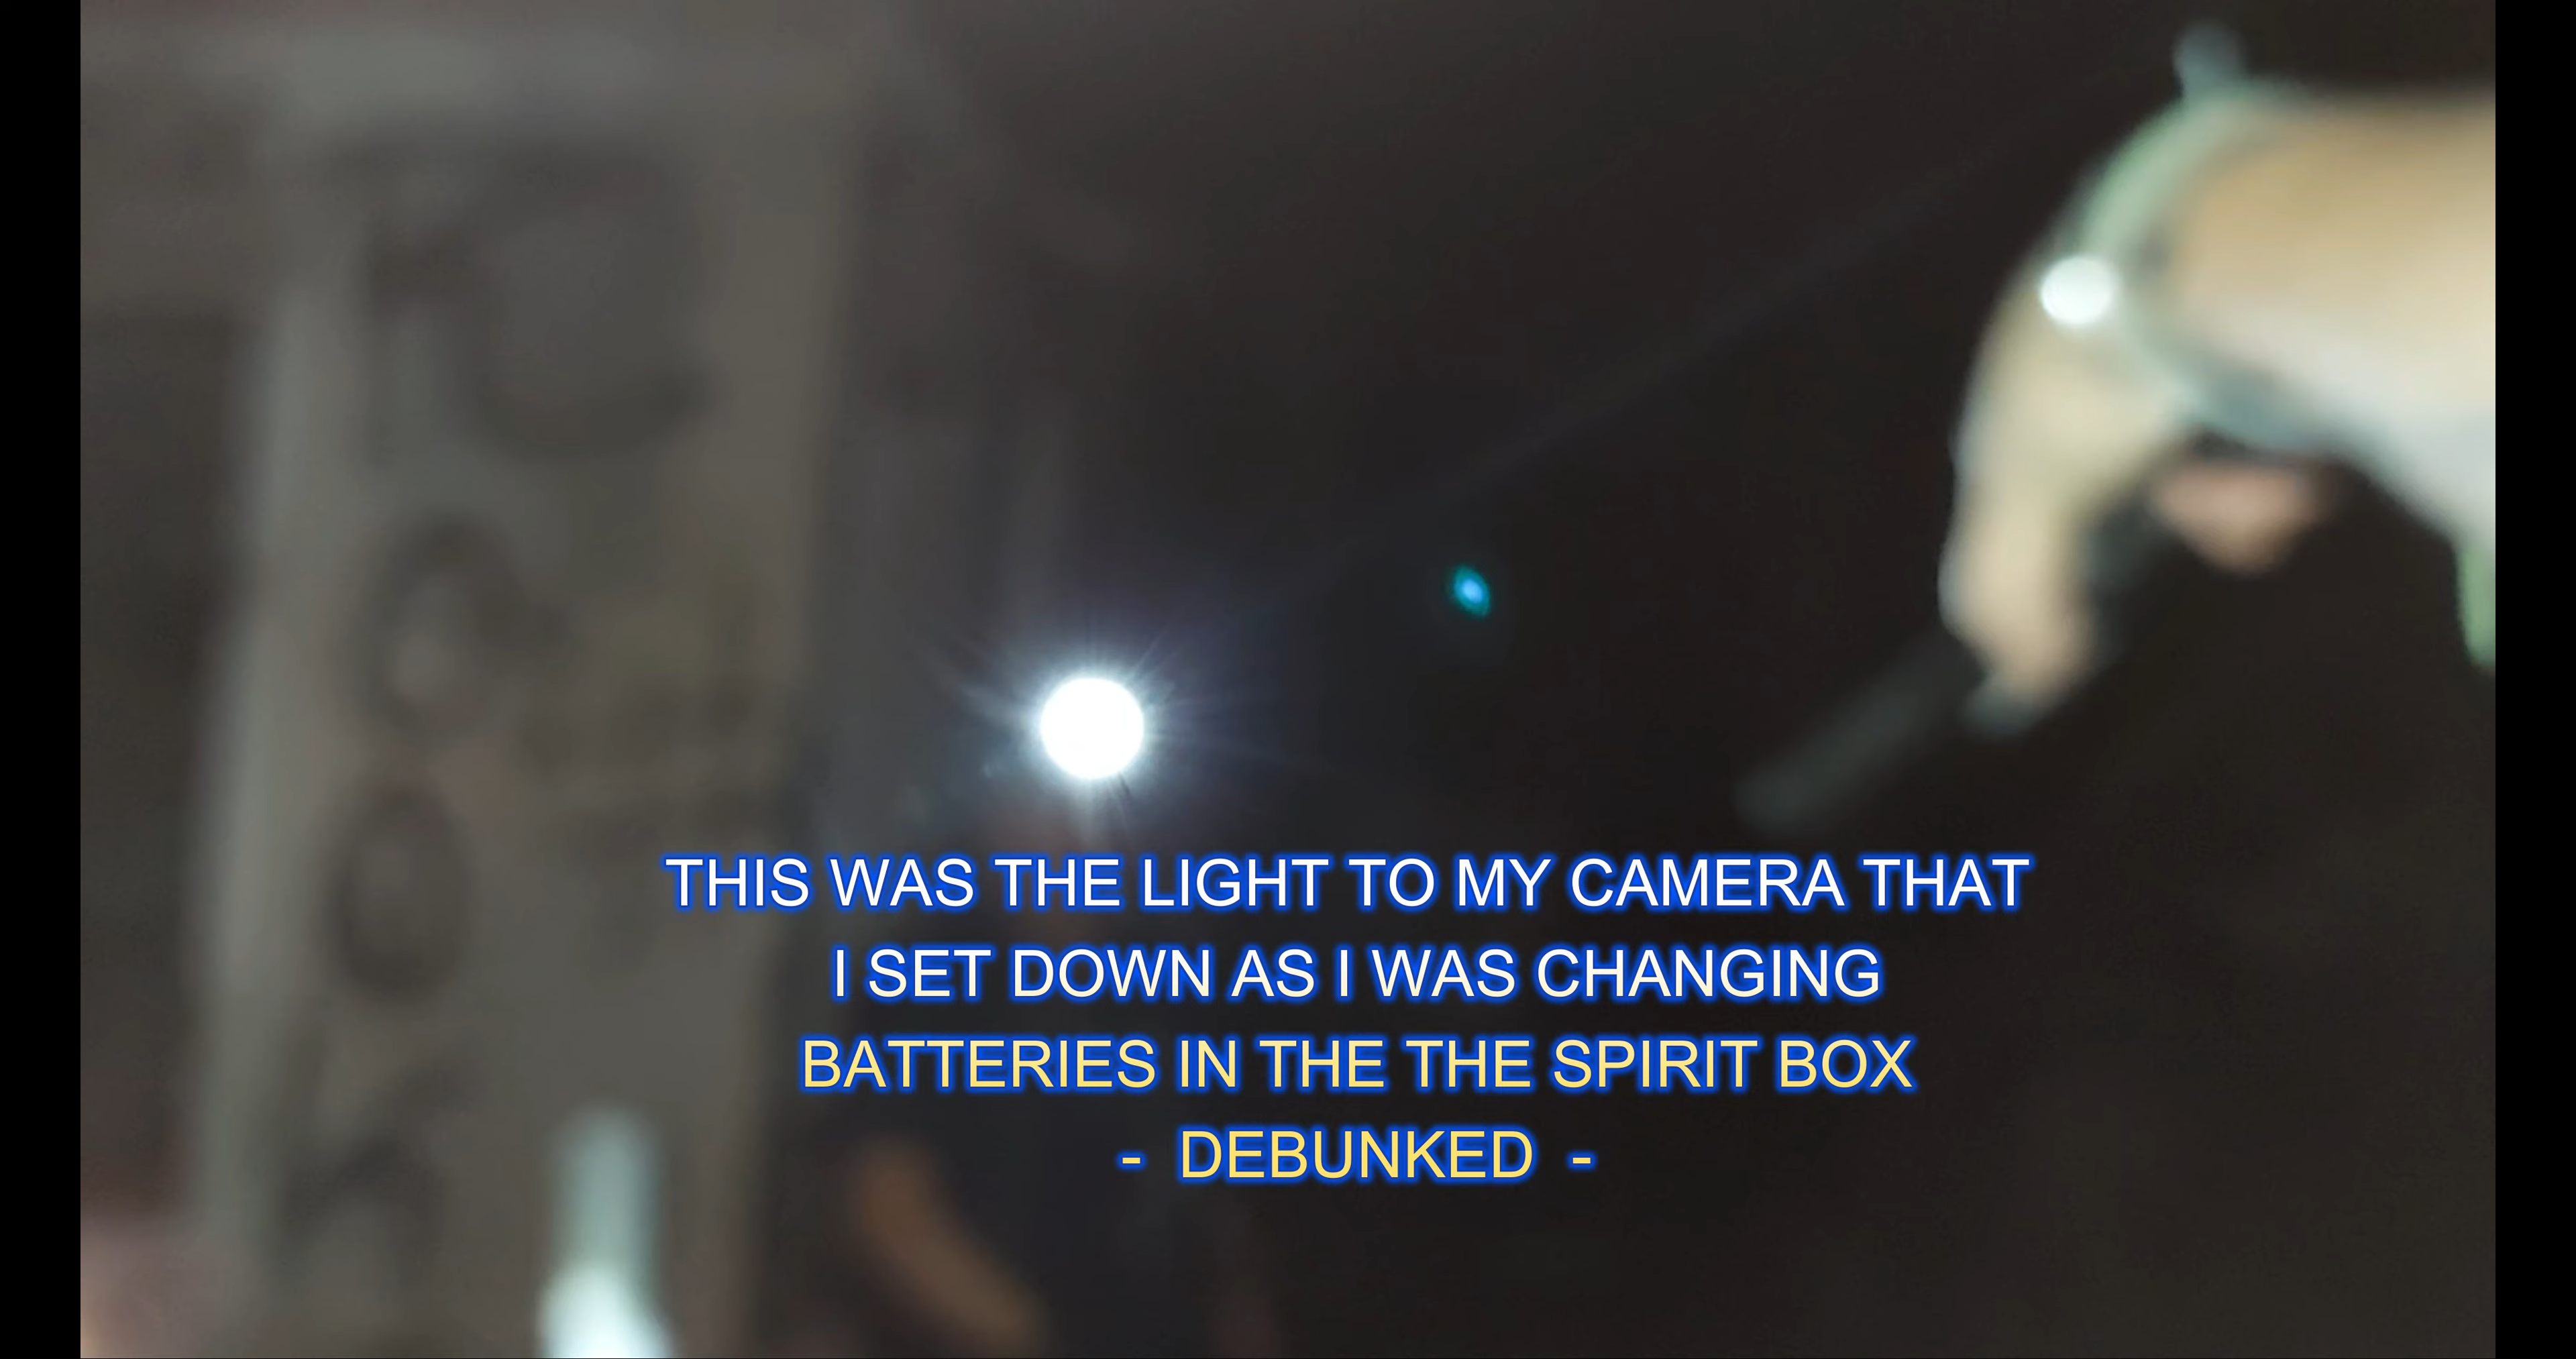 THIS WAS THE LIGHT TO MY CAMERA THAT
I SET DOWN AS I WAS CHANGING
BATTERIES IN THE THE SPIRIT BOX
- DEBUNKED -